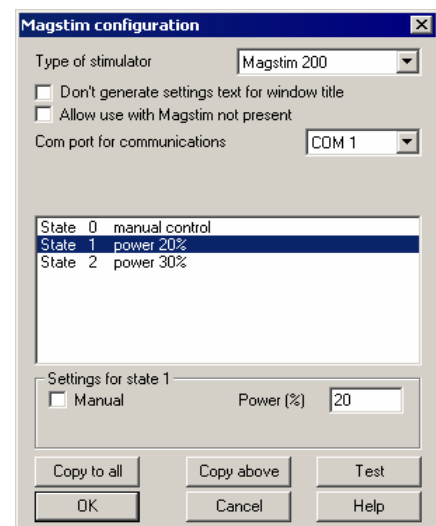 Magstim configuration
Type of stimulator Magstim 200
Don't generate settings text for window title
Allow use with Magstim not present
Com port for communications COM 1
State 0 manual control
State 1 power 20%
State 2 power 30%
Settings for state 1
Manual Power (%) 20
Copy to all Copy above Test
OK Cancel Help